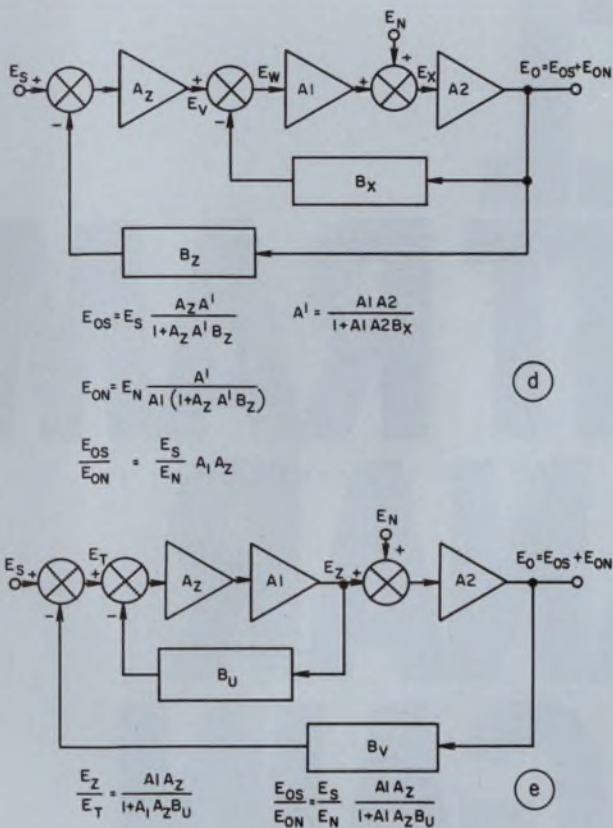 E_N
E_S + A_Z + E_V E_W A1 + + E_X A2 E_O=E_OS+E_ON
- -
B_X
B_Z
E_OS = E_S A_Z A' / 1+A_Z A' B_Z A' = A1 A2 / 1+A1 A2 B_X
d
E_ON = E_N A' / A1 (1+A_Z A' B_Z)
E_OS / E_ON = E_S / E_N A_1 A_Z
E_N
E_S + E_T + A_Z A1 E_Z + + A2 E_O=E_OS+E_ON
- -
B_U
B_V
E_Z / E_T = A1 A_Z / 1+A_1 A_Z B_U E_OS / E_ON = E_S / E_N A1 A_Z / 1+A1 A_Z B_U
e